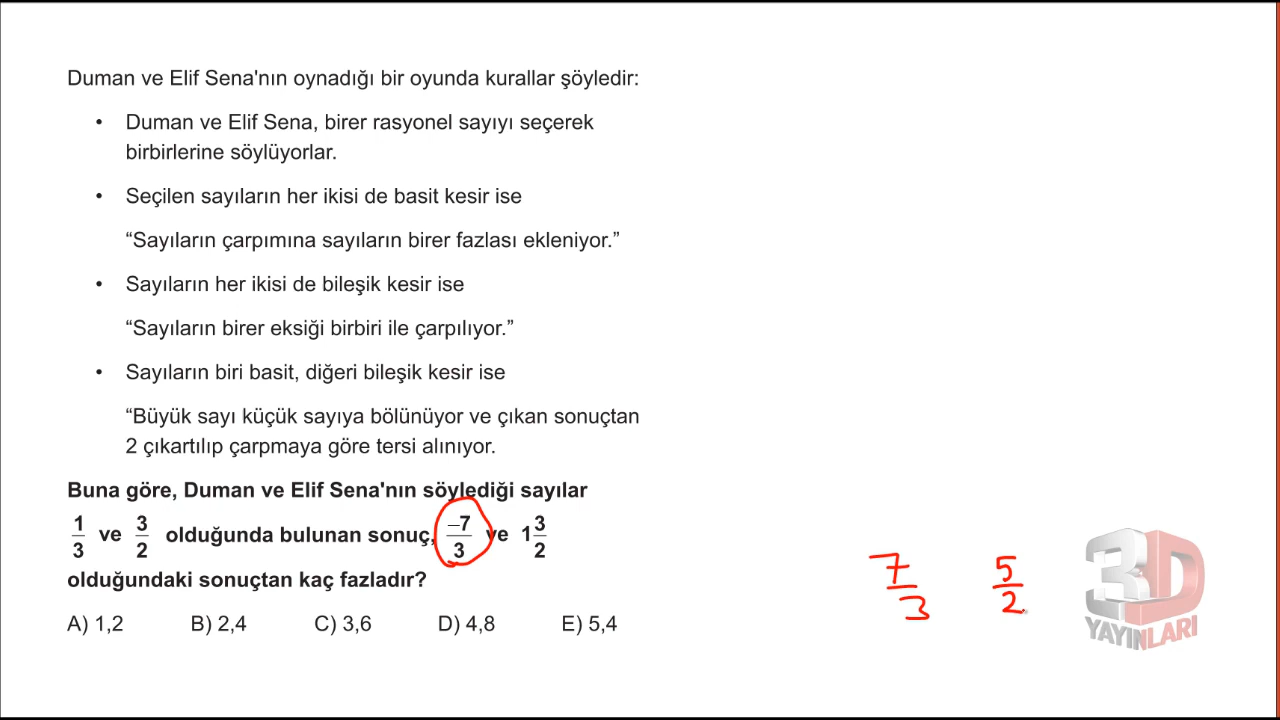 Duman ve Elif Sena'nın oynadığı bir oyunda kurallar şöyledir:
• Duman ve Elif Sena, birer rasyonel sayıyı seçerek
birbirlerine söylüyorlar.
• Seçilen sayıların her ikisi de basit kesir ise
“Sayıların çarpımına sayıların birer fazlası ekleniyor.”
• Sayıların her ikisi de bileşik kesir ise
“Sayıların birer eksiği birbiri ile çarpılıyor.”
• Sayıların biri basit, diğeri bileşik kesir ise
“Büyük sayı küçük sayıya bölünüyor ve çıkan sonuçtan
2 çıkartılıp çarpmaya göre tersi alınıyor.
Buna göre, Duman ve Elif Sena'nın söylediği sayılar
1/3 ve 3/2 olduğunda bulunan sonuç, –7/3 ve 1 3/2
olduğundaki sonuçtan kaç fazladır?
A) 1,2 B) 2,4 C) 3,6 D) 4,8 E) 5,4
7/3 5/2
3D
YAYINLARI